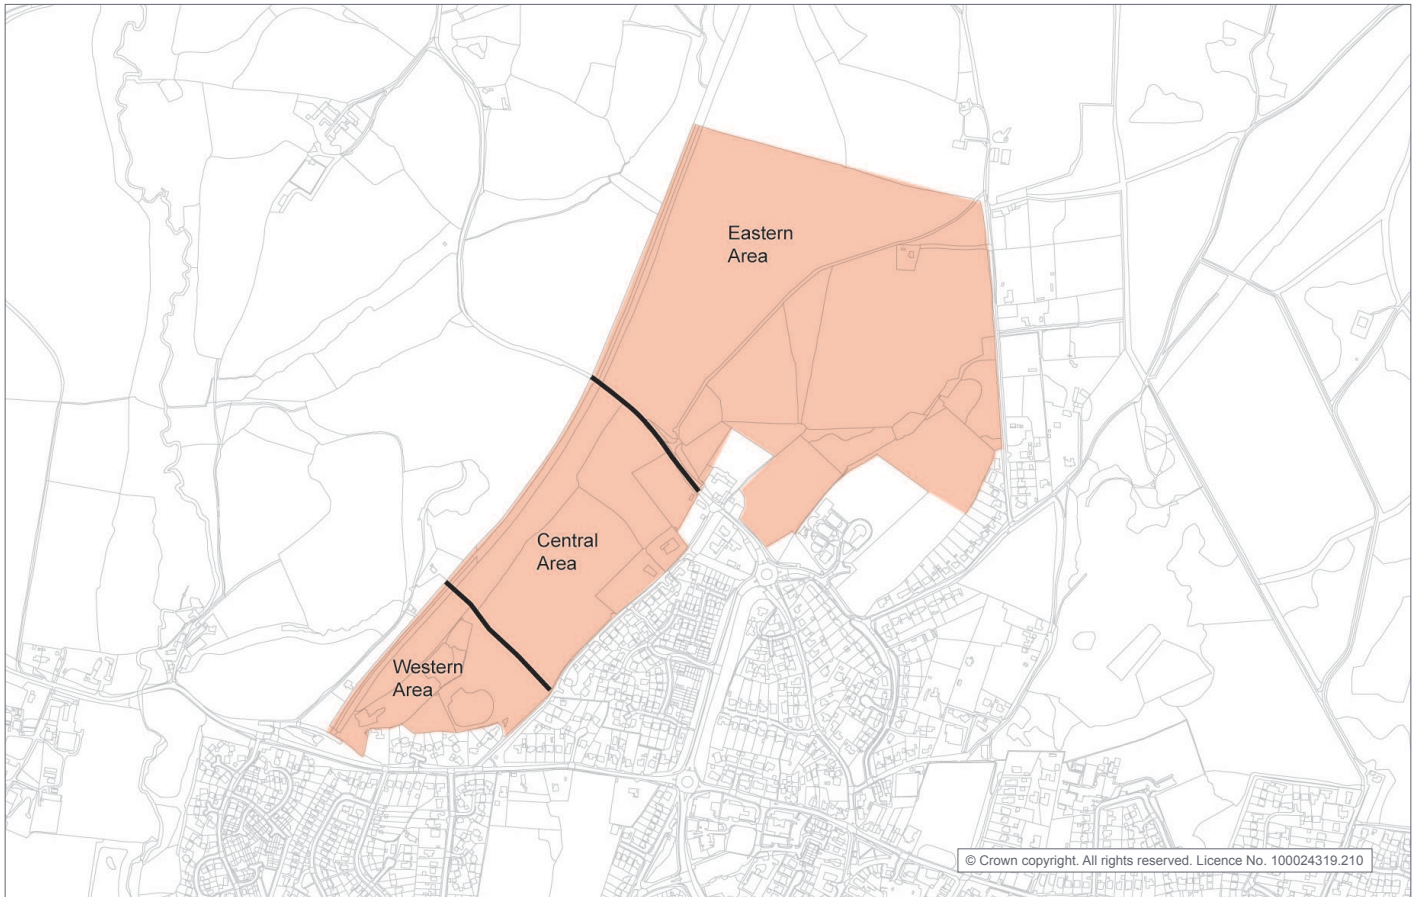 Eastern
Area
Central
Area
Western
Area
© Crown copyright. All rights reserved. Licence No. 100024319.210